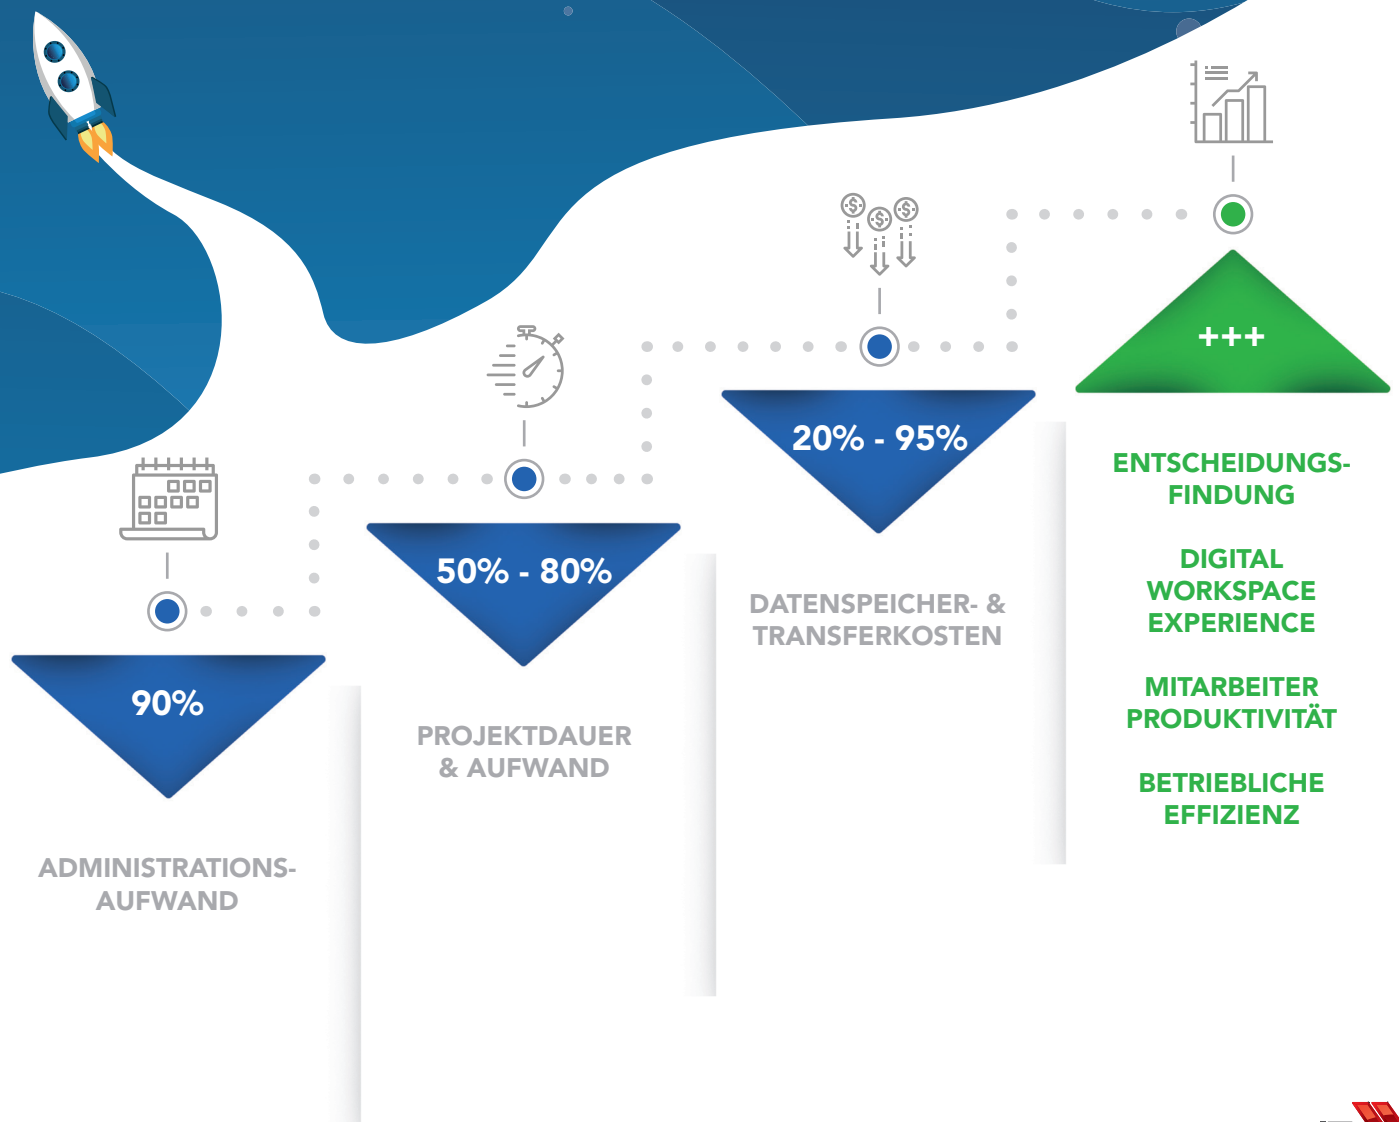 90%
ADMINISTRATIONS-
AUFWAND
50% - 80%
PROJEKTDAUER
& AUFWAND
20% - 95%
DATENSPEICHER- &
TRANSFERKOSTEN
+++
ENTSCHEIDUNGS-
FINDUNG
DIGITAL
WORKSPACE
EXPERIENCE
MITARBEITER
PRODUKTIVITÄT
BETRIEBLICHE
EFFIZIENZ